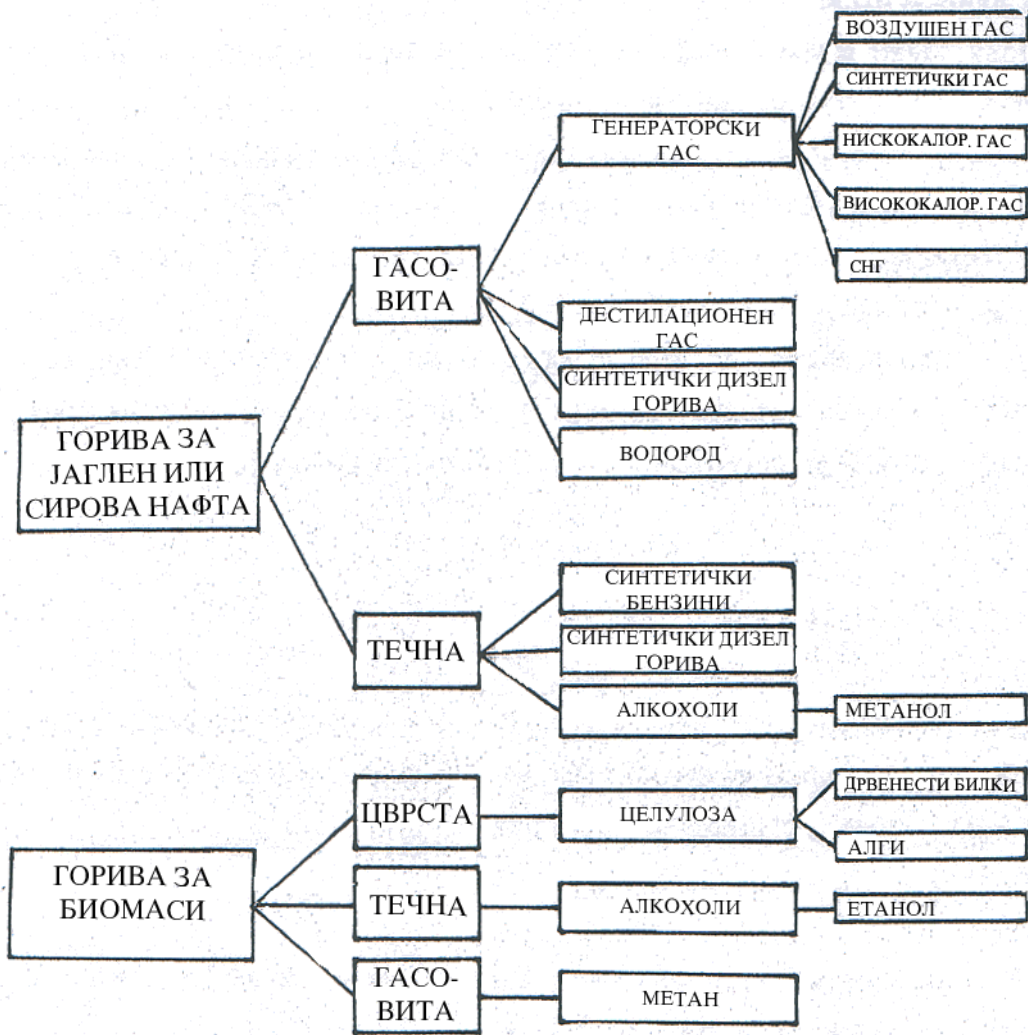 ВОЗДУШЕН ГАС
СИНТЕТИЧКИ ГАС
ГЕНЕРАТОРСКИ
ГАС
НИСКОКАЛОР. ГАС
ВИСОКОКАЛОР. ГАС
СНГ
ГАСО-
ВИТА
ДЕСТИЛАЦИОНЕН
ГАС
СИНТЕТИЧКИ ДИЗЕЛ
ГОРИВА
ВОДОРОД
ГОРИВА ЗА
ЈАГЛЕН ИЛИ
СИРОВА НАФТА
СИНТЕТИЧКИ
БЕНЗИНИ
ТЕЧНА
СИНТЕТИЧКИ ДИЗЕЛ
ГОРИВА
АЛКОХОЛИ
МЕТАНОЛ
ЦВРСТА
ЦЕЛУЛОЗА
ДРВЕНЕСТИ БИЛКИ
АЛГИ
ГОРИВА ЗА
БИОМАСИ
ТЕЧНА
АЛКОХОЛИ
ЕТАНОЛ
ГАСО-
ВИТА
МЕТАН